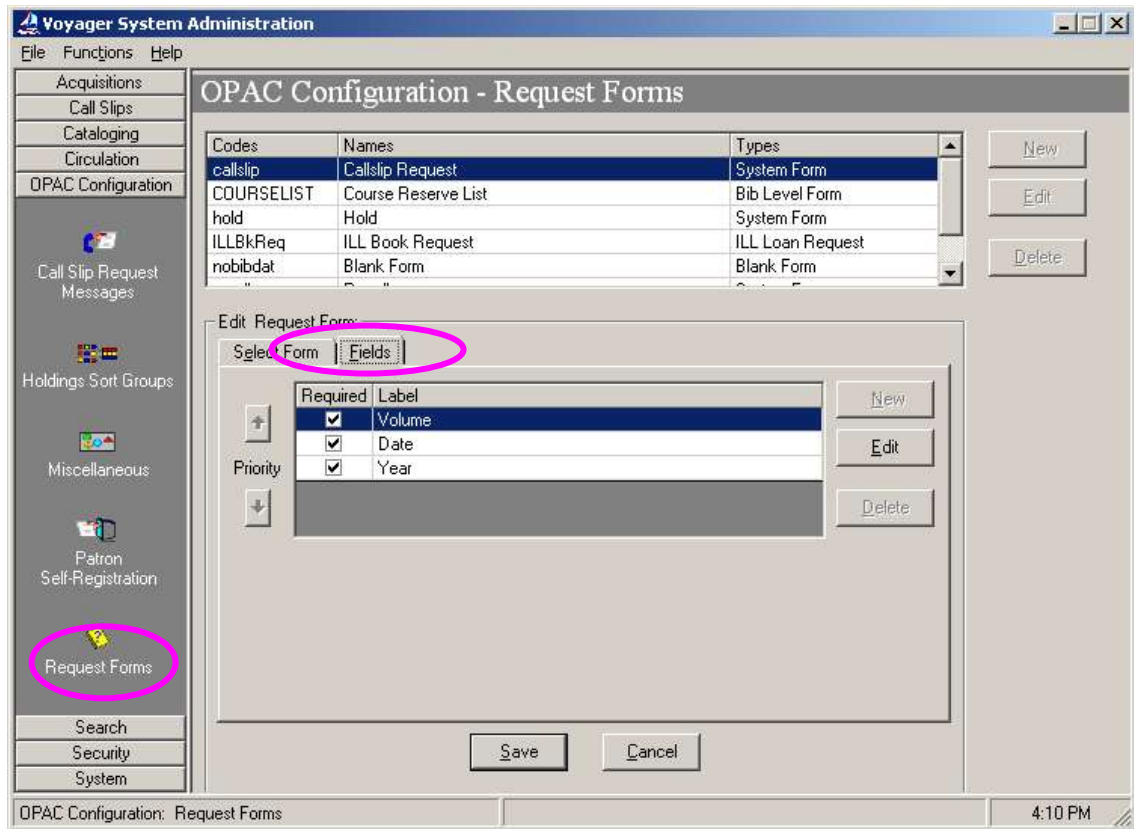 Voyager System Administration
File Functions Help
Acquisitions
Call Slips
Cataloging
Circulation
OPAC Configuration
Call Slip Request
Messages
Holdings Sort Groups
Miscellaneous
Patron
Self-Registration
Request Forms
Search
Security
System
OPAC Configuration - Request Forms
Codes Names Types
callslip Callslip Request System Form
COURSELIST Course Reserve List Bib Level Form
hold Hold System Form
ILLBkReq ILL Book Request ILL Loan Request
nobibdat Blank Form Blank Form
New
Edit
Delete
Edit Request Form:
Select Form Fields
Required Label
Volume
Date
Year
Priority
New
Edit
Delete
Save Cancel
OPAC Configuration: Request Forms 4:10 PM